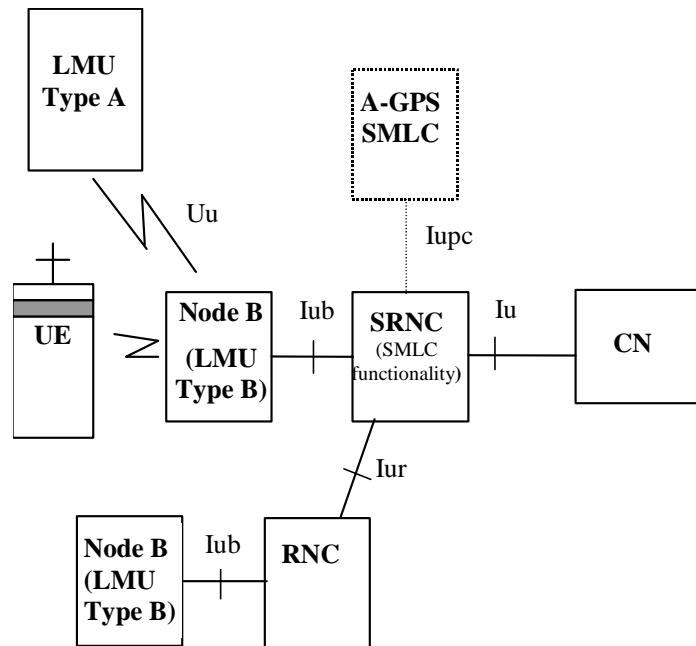 LMU
Type A
A-GPS
SMLC
Uu
Iupc
UE
Node B
(LMU
Type B)
Iub
SRNC
(SMLC
functionality)
Iu
CN
Iur
Node B
(LMU
Type B)
Iub
RNC